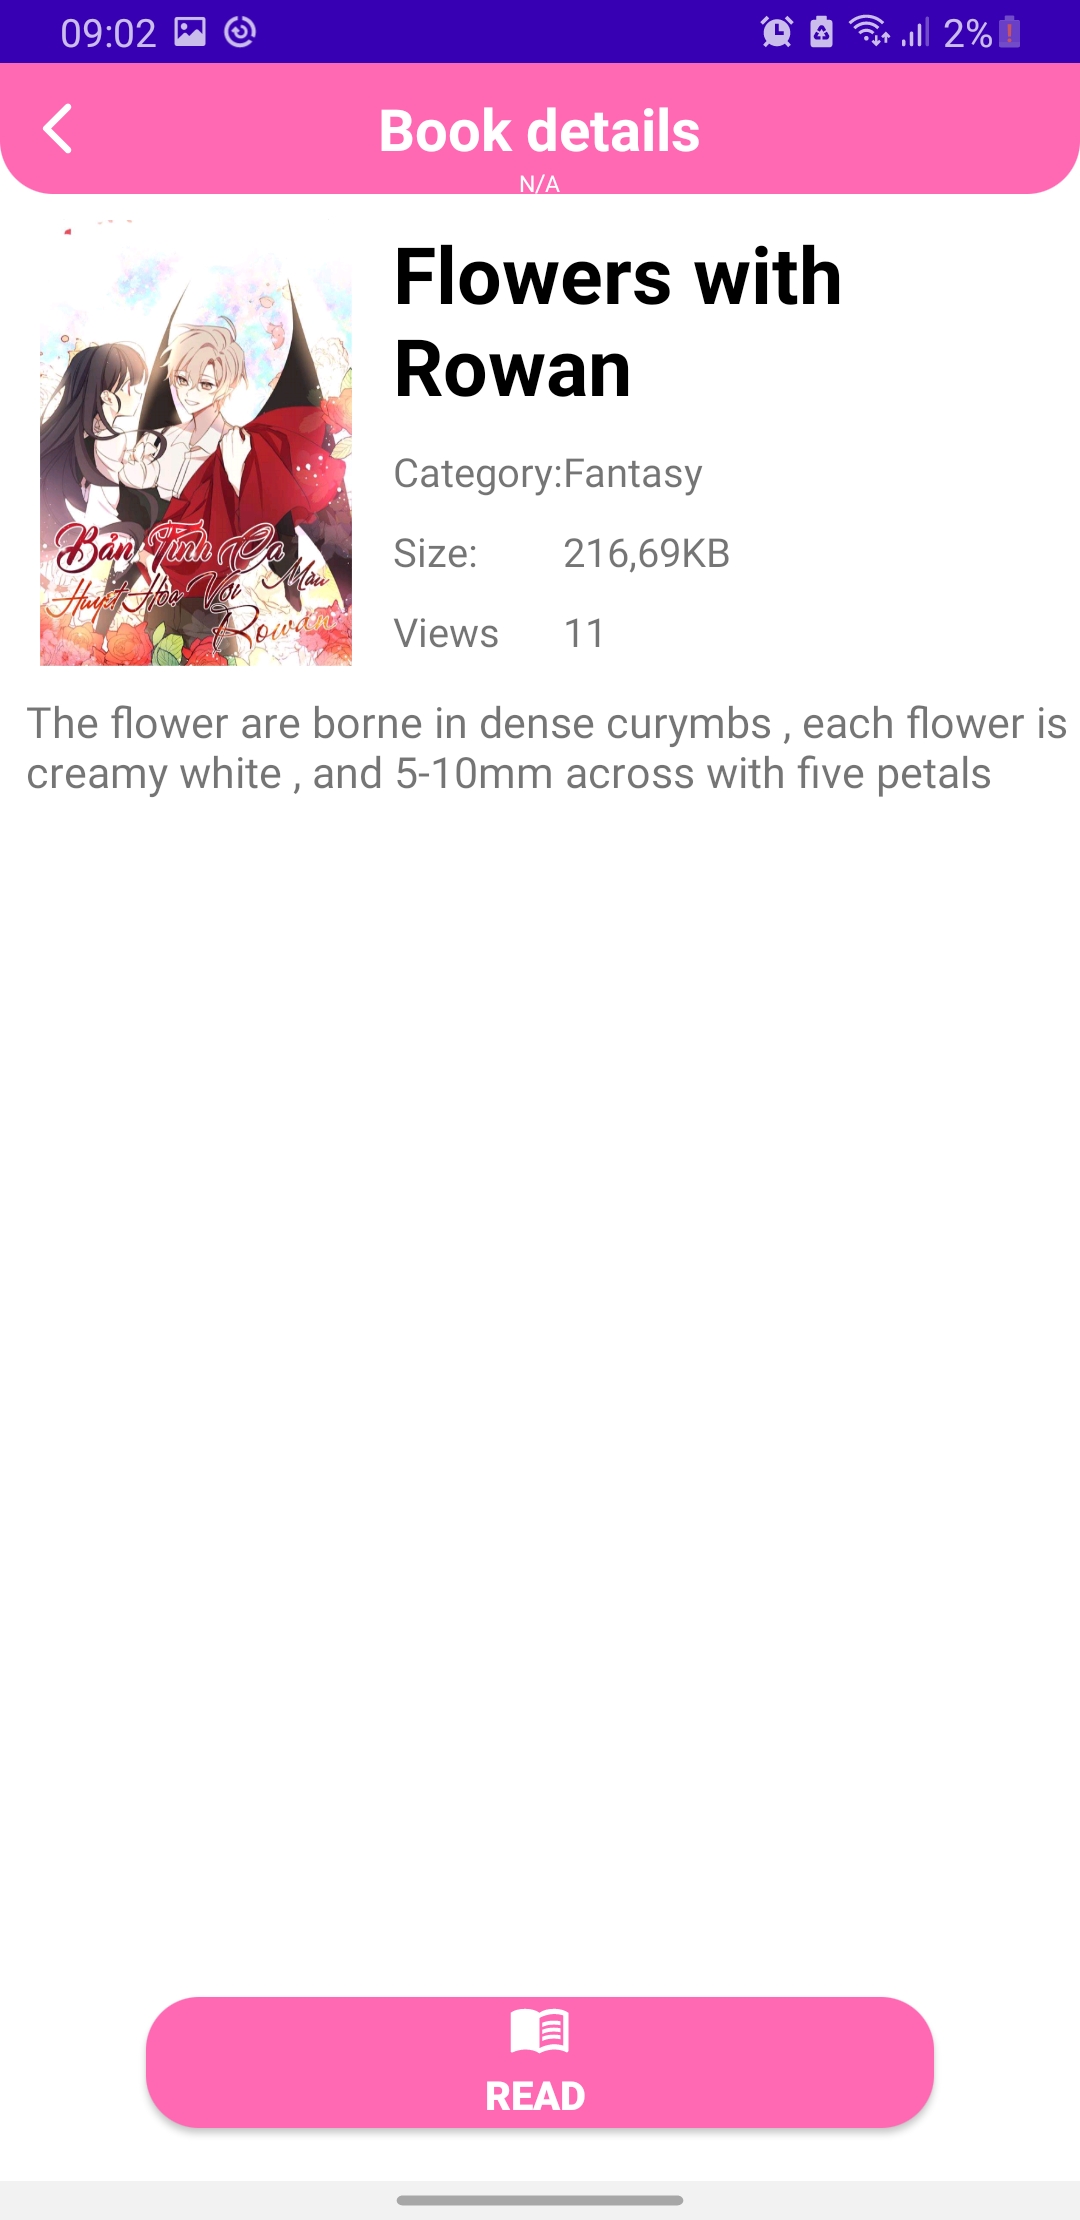 09:02
2%
Book details
N/A
Flowers with
Rowan
Category:Fantasy
Size: 216,69KB
Views 11
Bản Tình Ca
Màu
Huyết Hoạ Với
Rowan
The flower are borne in dense curymbs , each flower is
creamy white , and 5-10mm across with five petals
READ